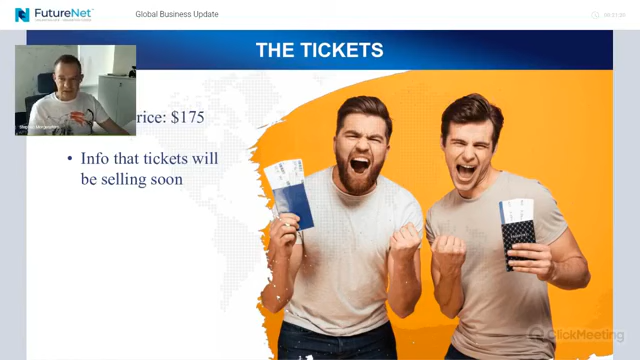 FutureNet
Global Business Update
THE TICKETS
rice: $175
• Info that tickets will
be selling soon
ClickMeeting